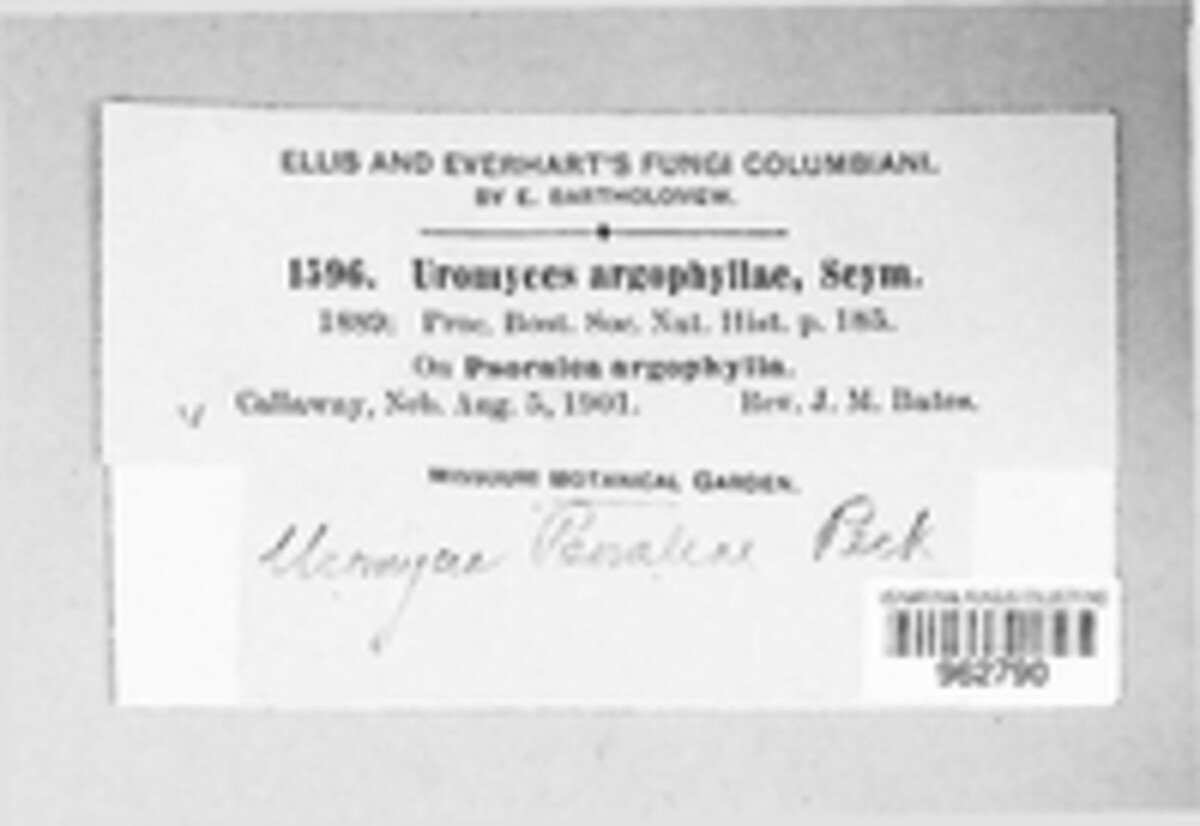 ELLIS AND EVERHART'S FUNGI COLUMBIANI.
BY E. BARTHOLOMEW.
1596. Uromyces argophyllae, Seym.
1889: Proc. Bost. Soc. Nat. Hist. p. 185.
On Psoralea argophylla.
Callaway, Neb. Aug. 5, 1901. Rev. J. M. Bates.
MISSOURI BOTANICAL GARDEN.
Uromyces Psoraleae Peck
962790